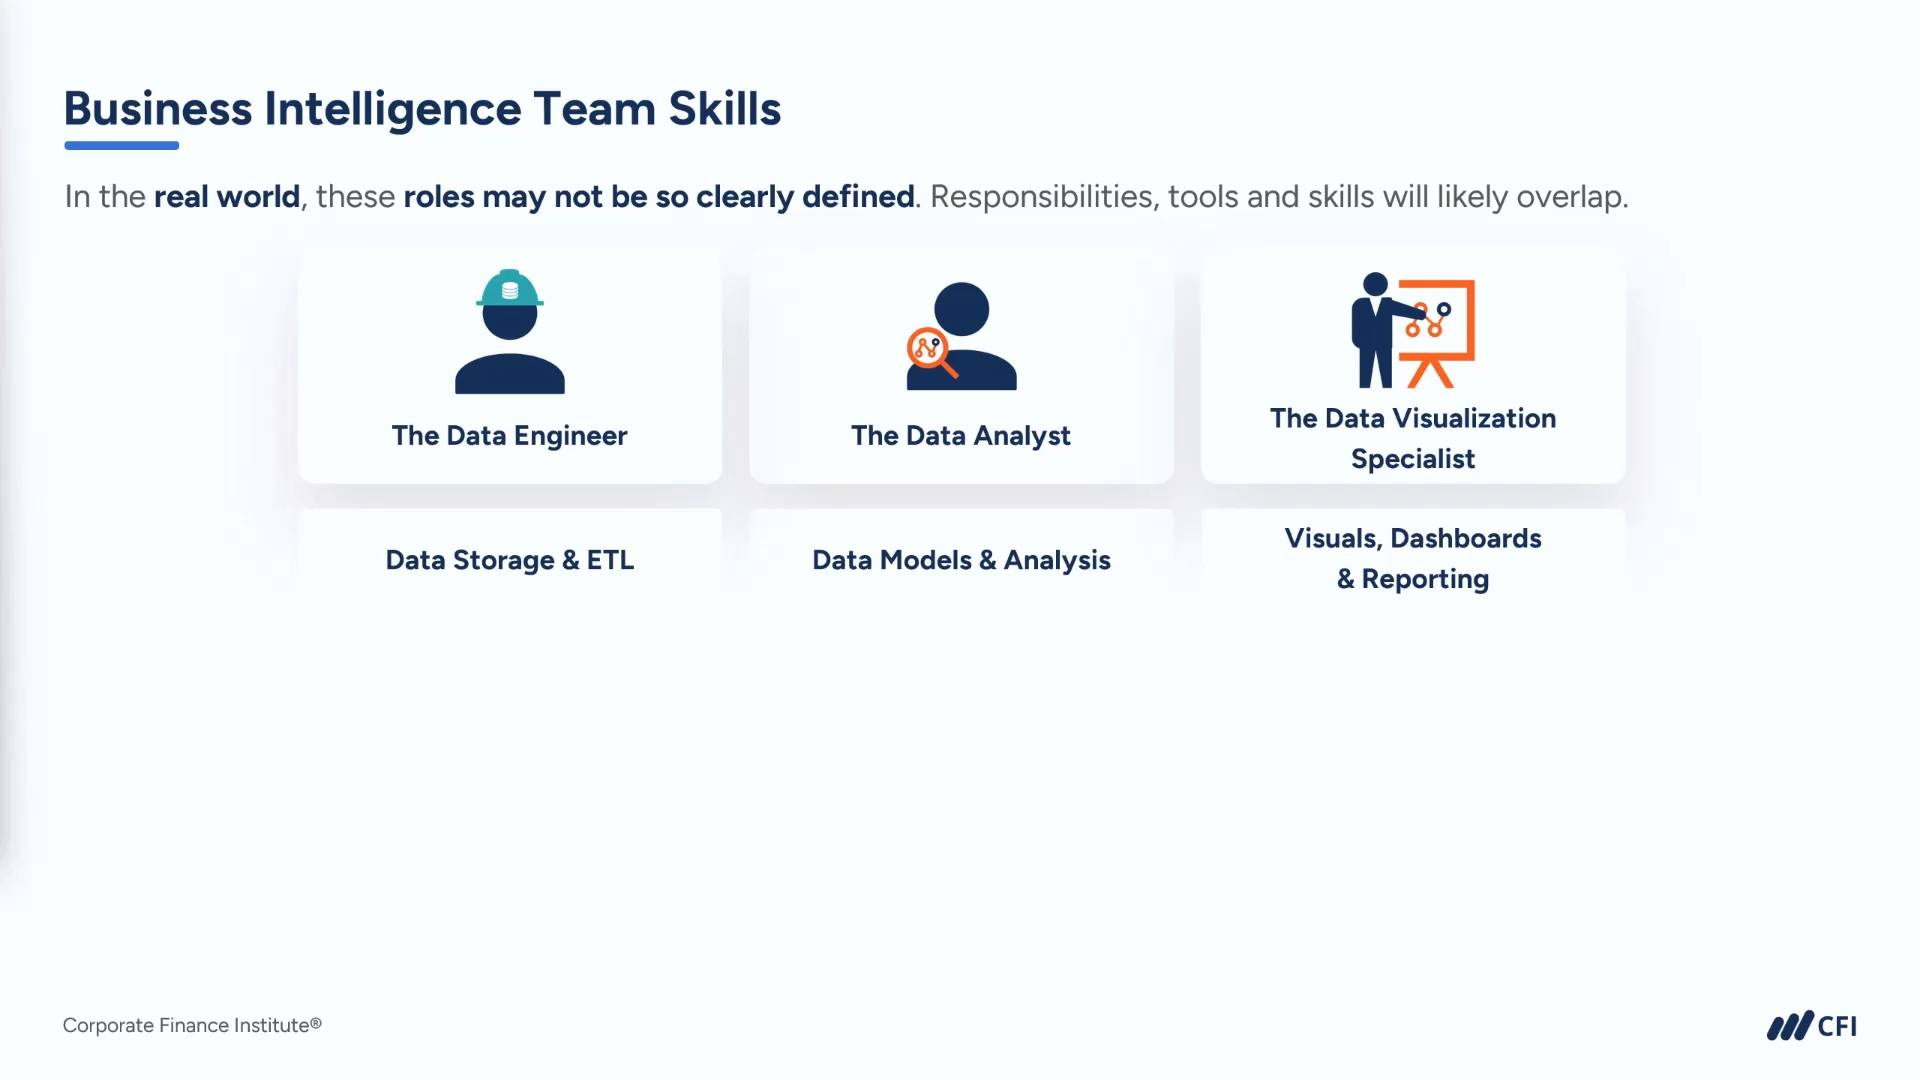 Business Intelligence Team Skills
In the real world, these roles may not be so clearly defined. Responsibilities, tools and skills will likely overlap.
The Data Engineer
The Data Analyst
The Data Visualization
Specialist
Data Storage & ETL
Data Models & Analysis
Visuals, Dashboards
& Reporting
Corporate Finance Institute®
CFI